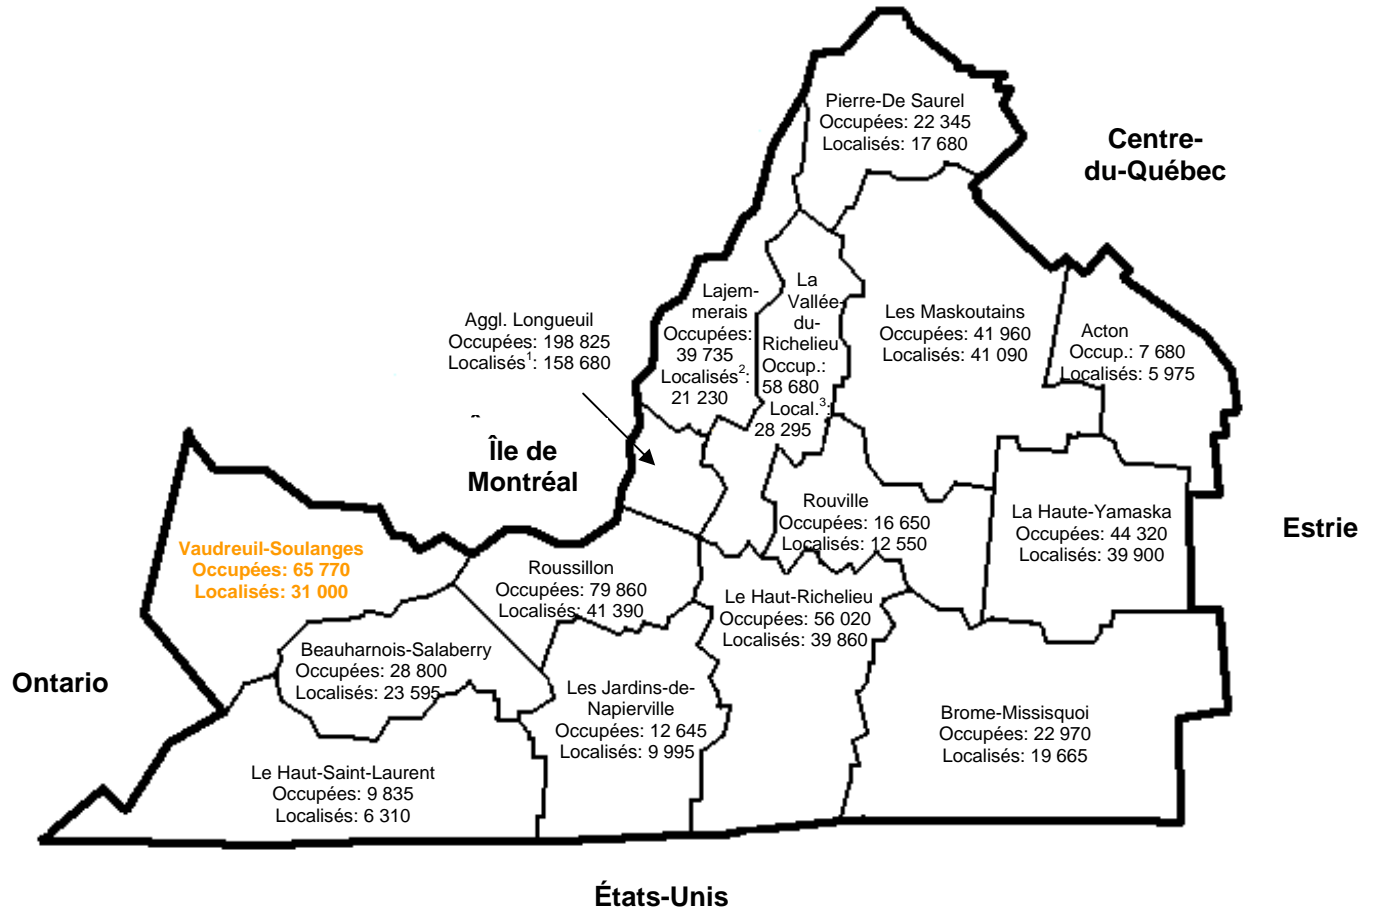 Pierre-De Saurel
Occupées: 22 345
Localisés: 17 680
Centre-
du-Québec
Lajem-
merais
Occupées:
39 735
Localisés2:
21 230
La
Vallée-
du-
Richelieu
Occup.:
58 680
Local.3:
28 295
Les Maskoutains
Occupées: 41 960
Localisés: 41 090
Acton
Occup.: 7 680
Localisés: 5 975
Aggl. Longueuil
Occupées: 198 825
Localisés1: 158 680
Île de
Montréal
Rouville
Occupées: 16 650
Localisés: 12 550
La Haute-Yamaska
Occupées: 44 320
Localisés: 39 900
Estrie
Vaudreuil-Soulanges
Occupées: 65 770
Localisés: 31 000
Roussillon
Occupées: 79 860
Localisés: 41 390
Le Haut-Richelieu
Occupées: 56 020
Localisés: 39 860
Beauharnois-Salaberry
Occupées: 28 800
Localisés: 23 595
Ontario
Les Jardins-de-
Napierville
Occupées: 12 645
Localisés: 9 995
Brome-Missisquoi
Occupées: 22 970
Localisés: 19 665
Le Haut-Saint-Laurent
Occupées: 9 835
Localisés: 6 310
États-Unis